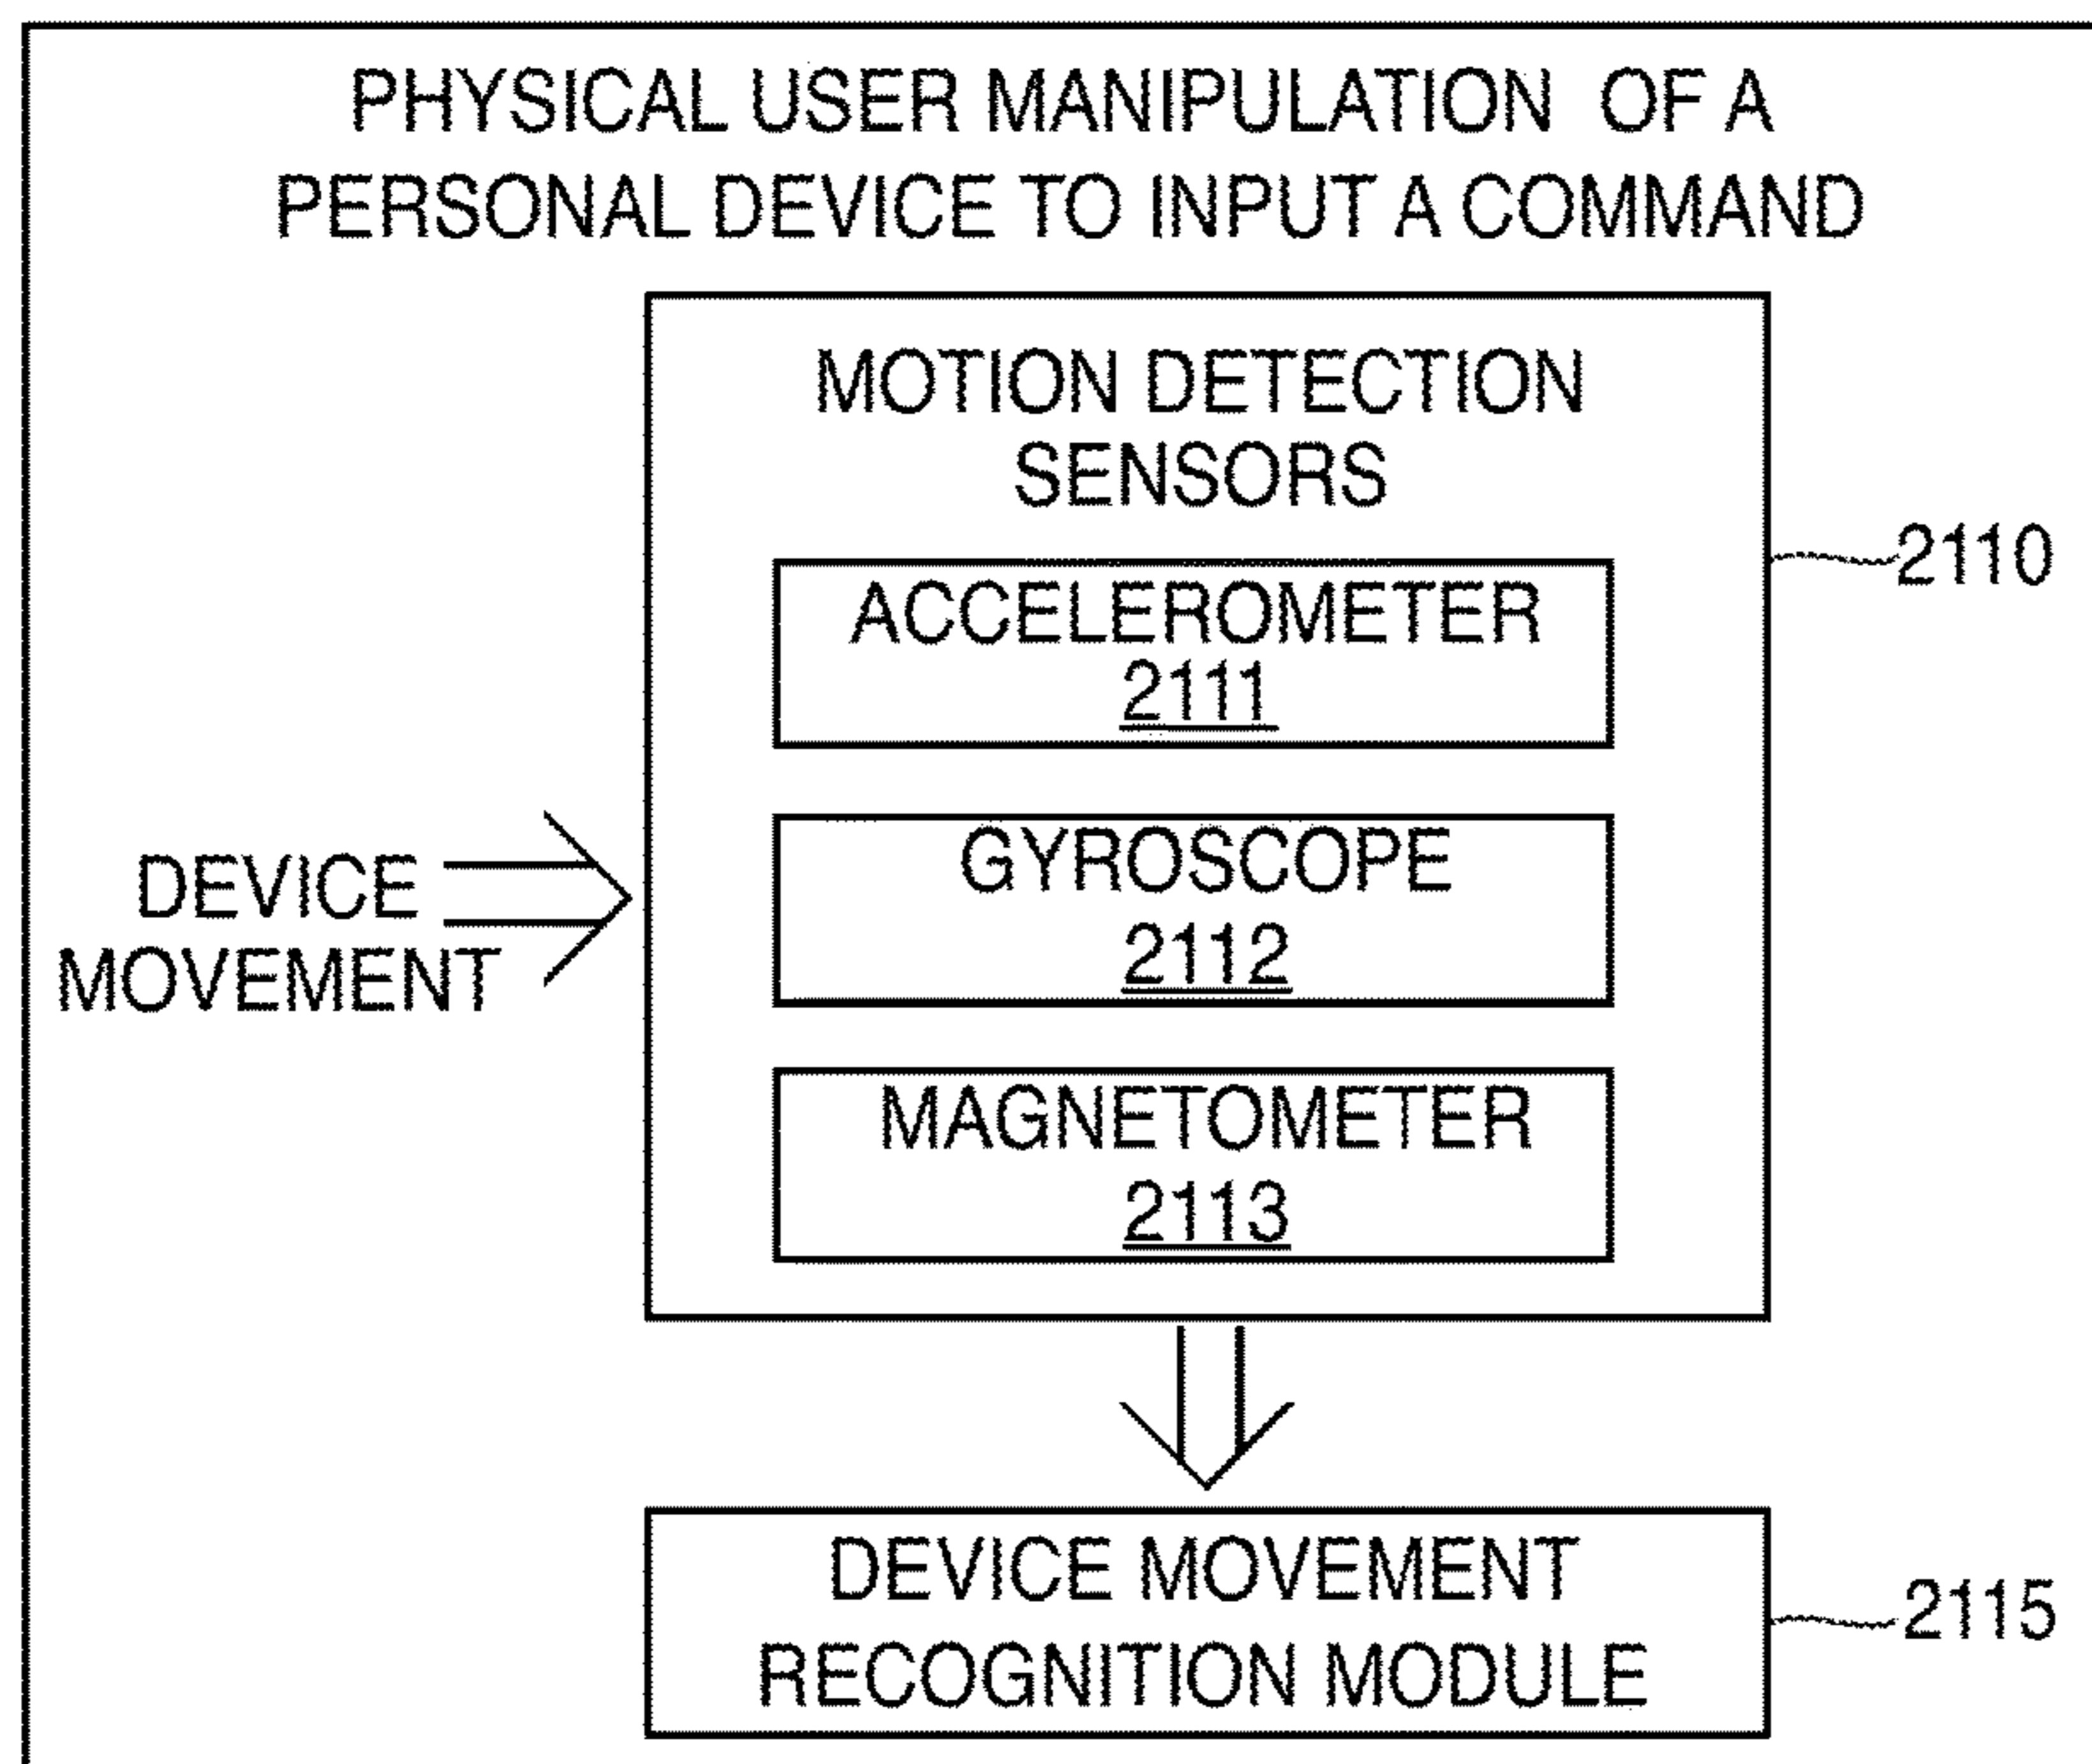 PHYSICAL USER MANIPULATION OF A
PERSONAL DEVICE TO INPUT A COMMAND
MOTION DETECTION
SENSORS
2110
ACCELEROMETER
2111
DEVICE
MOVEMENT
GYROSCOPE
2112
MAGNETOMETER
2113
DEVICE MOVEMENT
RECOGNITION MODULE
2115